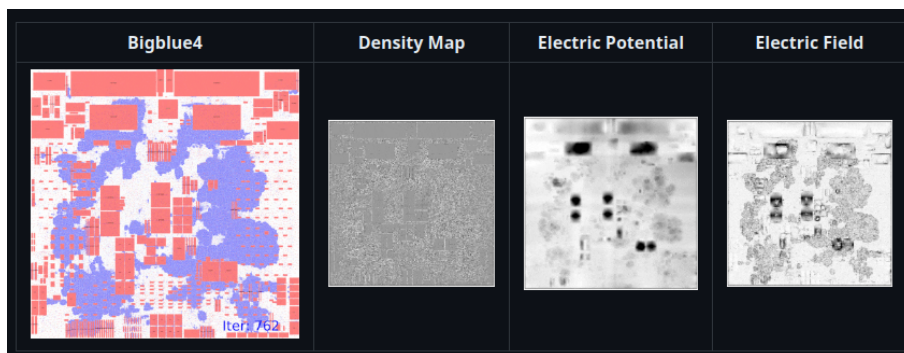 Bigblue4
Density Map
Electric Potential
Electric Field
Iter: 762